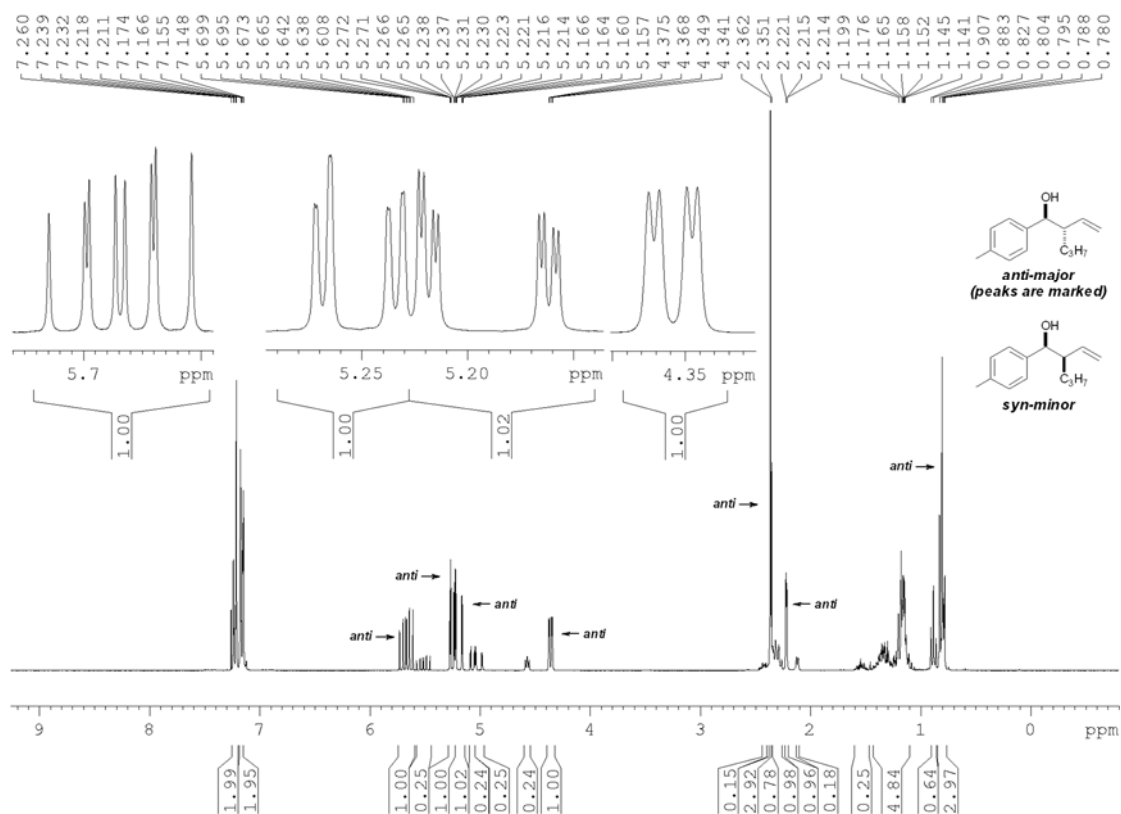 7.260 7.239 7.232 7.218 7.211 7.174 7.166 7.155 7.148 5.699 5.695 5.673 5.665 5.642 5.638 5.608 5.272 5.271 5.266 5.265 5.238 5.237 5.231 5.230 5.223 5.221 5.216 5.214 5.166 5.164 5.160 5.157 4.375 4.368 4.349 4.341 2.362 2.351 2.221 2.215 2.214 1.199 1.176 1.165 1.158 1.152 1.145 1.141 0.907 0.883 0.827 0.804 0.795 0.788 0.780
OH
C3H7
anti-major
(peaks are marked)
OH
C3H7
syn-minor
5.7 ppm
5.25 5.20 ppm
4.35 ppm
1.00
1.00
1.02
1.00
anti →
anti →
anti →
anti →
← anti
← anti
← anti
9 7 6 5 4 3 2 1 0 ppm
1.99 1.95 1.00 0.25 1.00 1.02 0.24 0.25 0.24 1.00 0.15 2.92 0.78 0.98 0.96 0.18 0.25 4.84 0.64 2.97